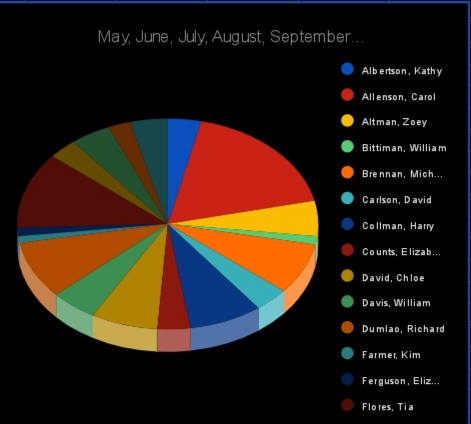 May, June, July, August, September...
Albertson, Kathy
Allenson, Carol
Altman, Zoey
Bittiman, William
Brennan, Mich...
Carlson, David
Collman, Harry
Counts, Elizab...
David, Chloe
Davis, William
Dumlao, Richard
Farmer, Kim
Ferguson, Eliz...
Flores, Tia